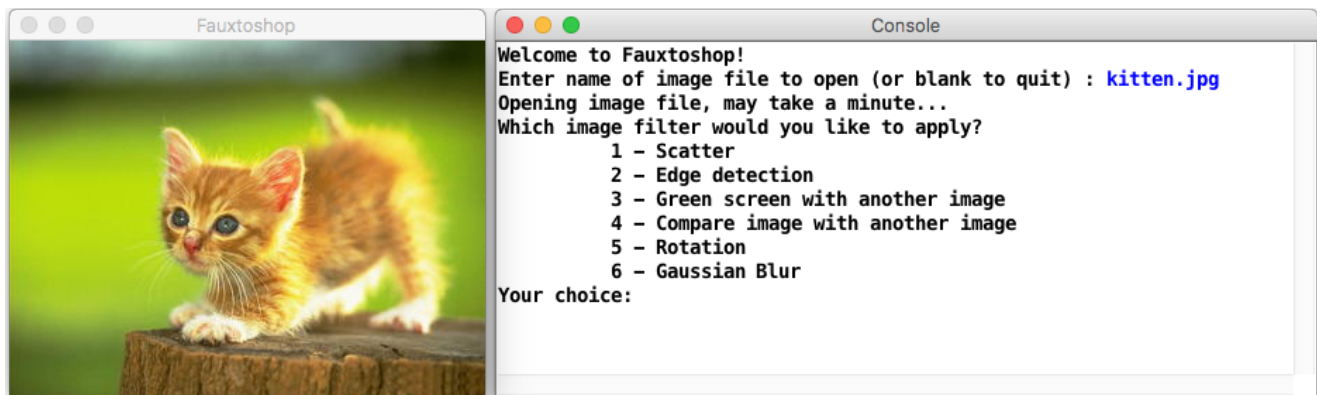 Fauxtoshop
Console
Welcome to Fauxtoshop!
Enter name of image file to open (or blank to quit) : kitten.jpg
Opening image file, may take a minute...
Which image filter would you like to apply?
1 – Scatter
2 – Edge detection
3 – Green screen with another image
4 – Compare image with another image
5 – Rotation
6 – Gaussian Blur
Your choice: